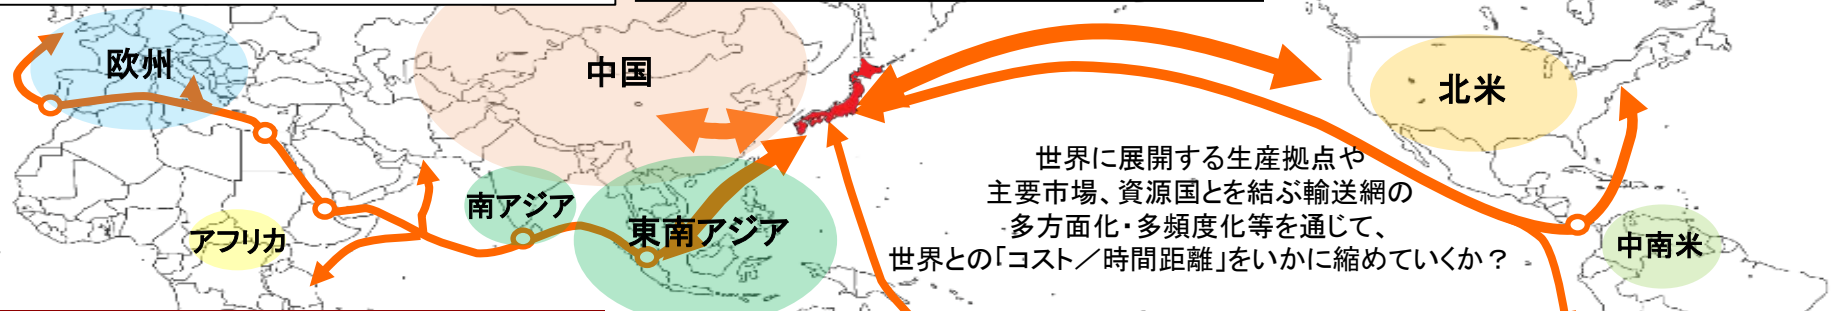 欧州
中国
北米
南アジア
アフリカ
東南アジア
中南米
世界に展開する生産拠点や
主要市場、資源国とを結ぶ輸送網の
多方面化・多頻度化等を通じて、
世界との「コスト／時間距離」をいかに縮めていくか？